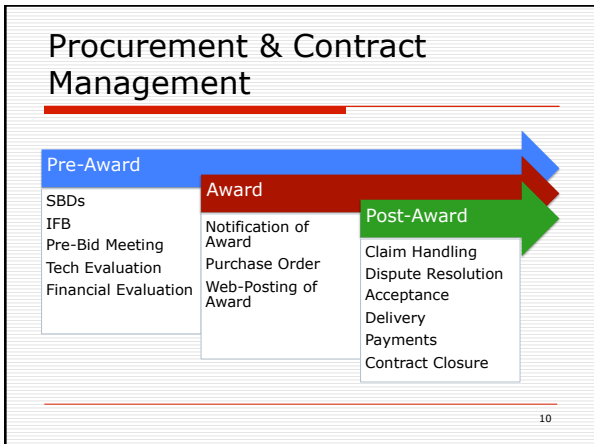 Procurement & Contract
Management
Pre-Award
SBDs
IFB
Pre-Bid Meeting
Tech Evaluation
Financial Evaluation
Award
Notification of
Award
Purchase Order
Web-Posting of
Award
Post-Award
Claim Handling
Dispute Resolution
Acceptance
Delivery
Payments
Contract Closure
10